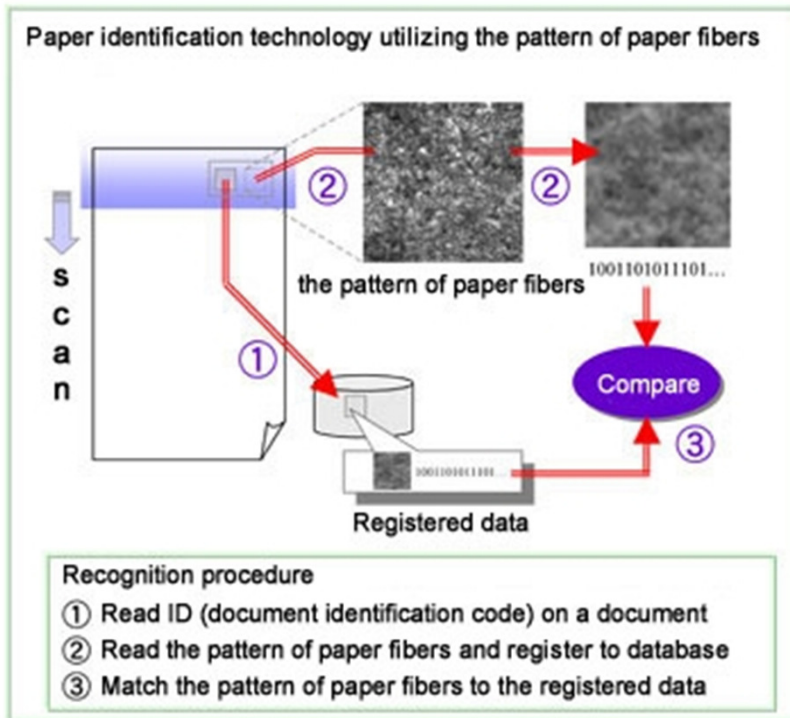 Paper identification technology utilizing the pattern of paper fibers
②
②
1001101011101...
the pattern of paper fibers
scan
①
Compare
③
1001101011101...
Registered data
Recognition procedure
① Read ID (document identification code) on a document
② Read the pattern of paper fibers and register to database
③ Match the pattern of paper fibers to the registered data